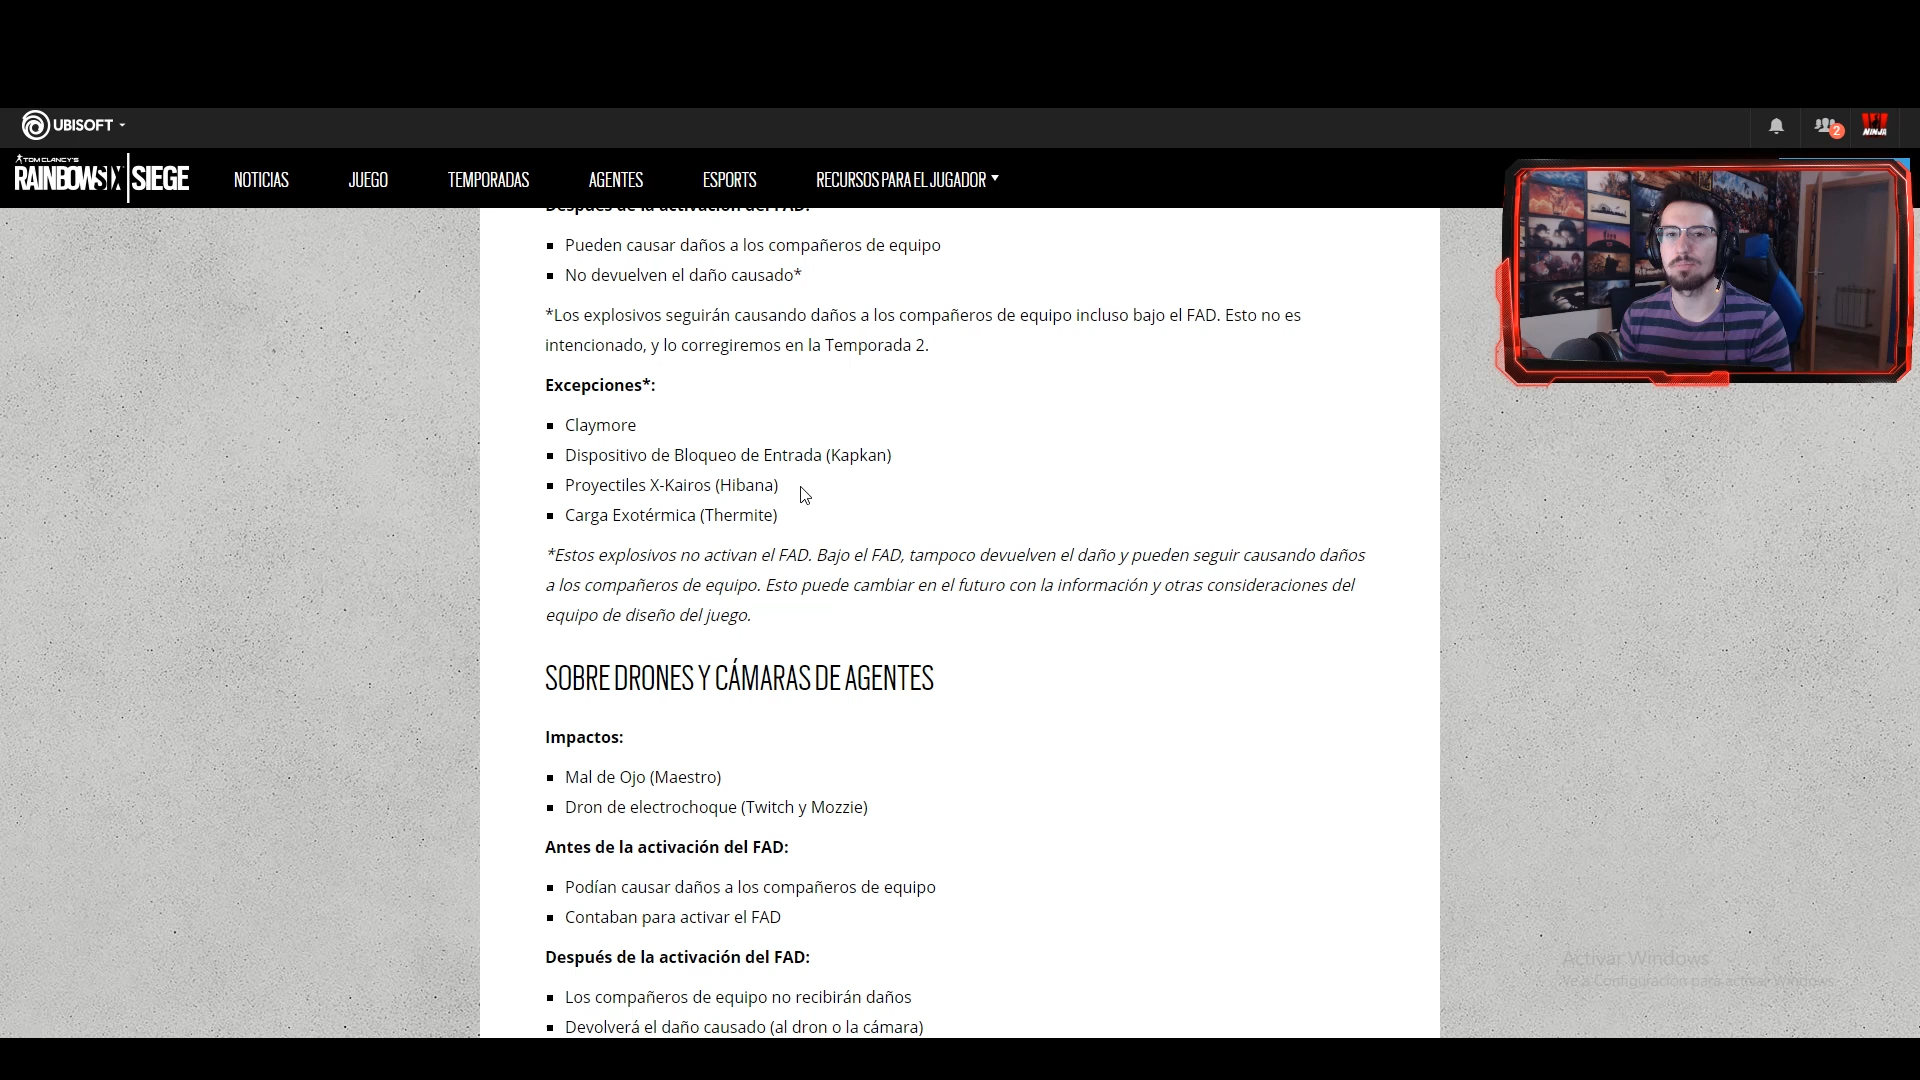 UBISOFT
2
NINJA
TOM CLANCY'S
RAINBOWSIX SIEGE
NOTICIAS
JUEGO
TEMPORADAS
AGENTES
ESPORTS
RECURSOS PARA EL JUGADOR
Después de la activación del FAD:
Pueden causar daños a los compañeros de equipo
No devuelven el daño causado*
*Los explosivos seguirán causando daños a los compañeros de equipo incluso bajo el FAD. Esto no es
intencionado, y lo corregiremos en la Temporada 2.
Excepciones*:
Claymore
Dispositivo de Bloqueo de Entrada (Kapkan)
Proyectiles X-Kairos (Hibana)
Carga Exotérmica (Thermite)
*Estos explosivos no activan el FAD. Bajo el FAD, tampoco devuelven el daño y pueden seguir causando daños
a los compañeros de equipo. Esto puede cambiar en el futuro con la información y otras consideraciones del
equipo de diseño del juego.
SOBRE DRONES Y CÁMARAS DE AGENTES
Impactos:
Mal de Ojo (Maestro)
Dron de electrochoque (Twitch y Mozzie)
Antes de la activación del FAD:
Podían causar daños a los compañeros de equipo
Contaban para activar el FAD
Después de la activación del FAD:
Los compañeros de equipo no recibirán daños
Devolverá el daño causado (al dron o la cámara)
Activar Windows
Ve a Configuración para activar Windows.